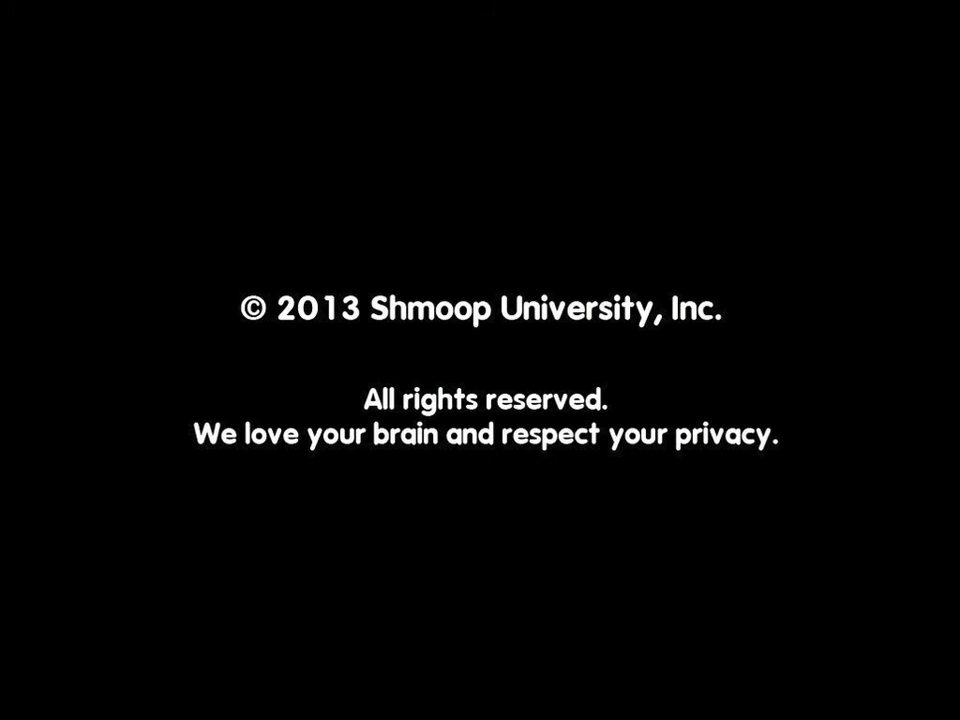 © 2013 Shmoop University, Inc.
All rights reserved.
We love your brain and respect your privacy.